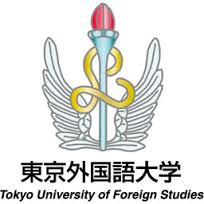 東京外国語大学
Tokyo University of Foreign Studies